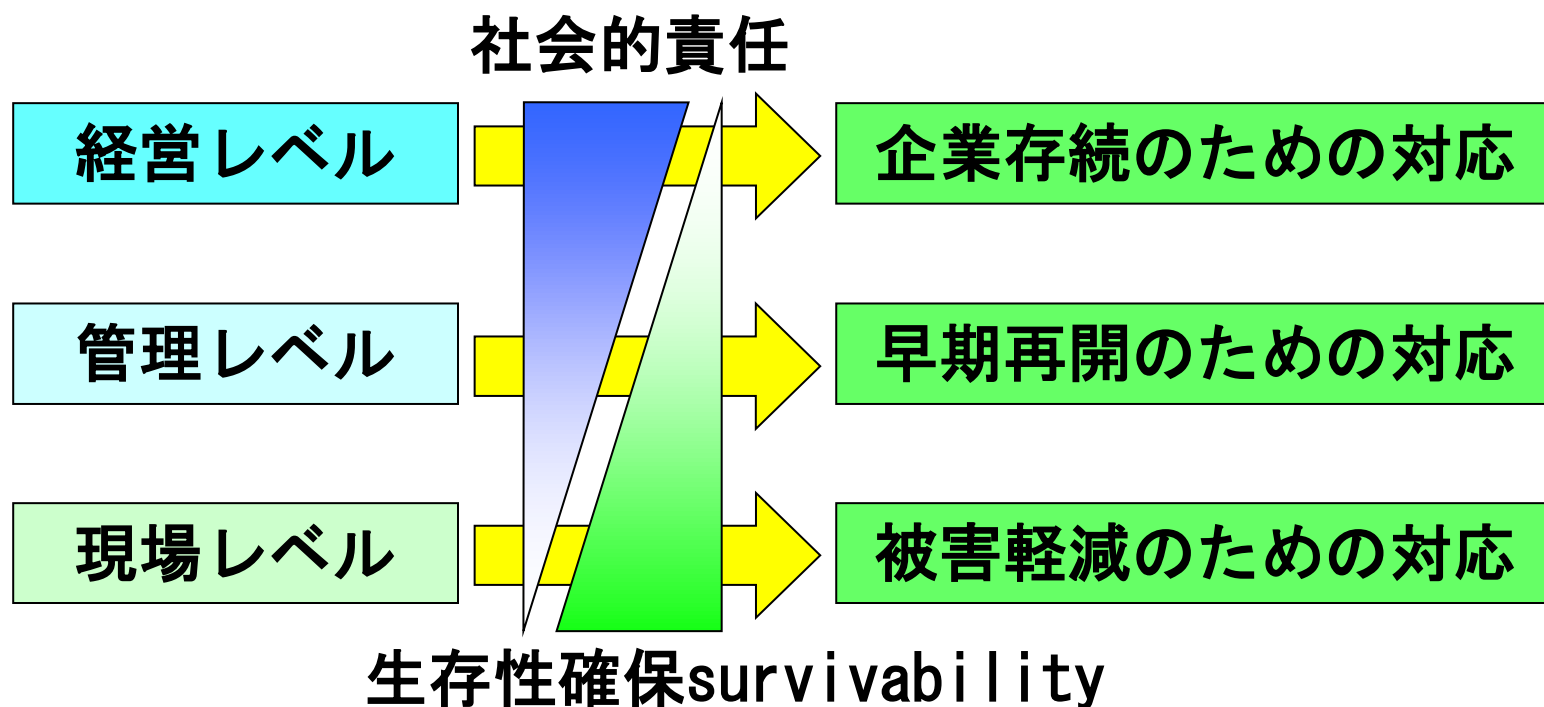 社会的責任
経営レベル
企業存続のための対応
管理レベル
早期再開のための対応
現場レベル
被害軽減のための対応
生存性確保survivability